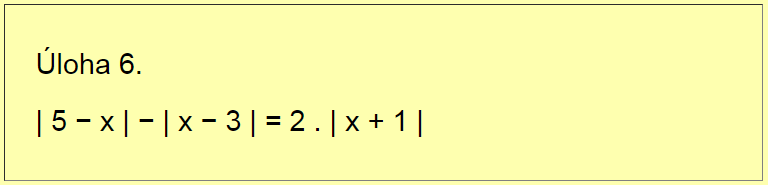 Úloha 6.
| 5 − x | − | x − 3 | = 2 . | x + 1 |